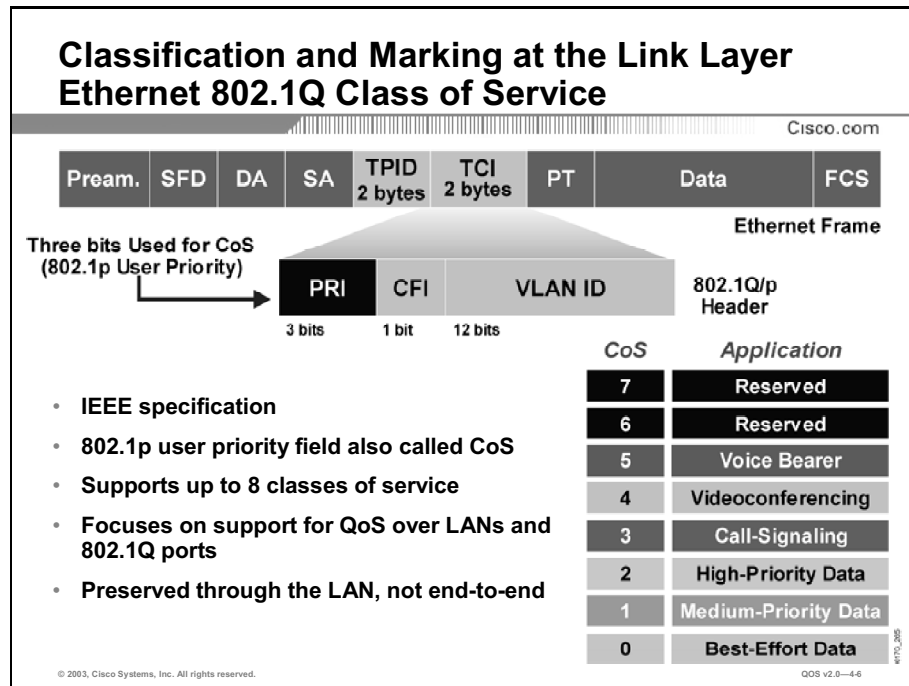 Classification and Marking at the Link Layer
Ethernet 802.1Q Class of Service
Cisco.com
Pream. SFD DA SA TPID 2 bytes TCI 2 bytes PT Data FCS
Ethernet Frame
Three bits Used for CoS
(802.1p User Priority)
PRI CFI VLAN ID
802.1Q/p
Header
3 bits 1 bit 12 bits
CoS Application
7 Reserved
6 Reserved
5 Voice Bearer
4 Videoconferencing
3 Call-Signaling
2 High-Priority Data
1 Medium-Priority Data
0 Best-Effort Data
• IEEE specification
• 802.1p user priority field also called CoS
• Supports up to 8 classes of service
• Focuses on support for QoS over LANs and
802.1Q ports
• Preserved through the LAN, not end-to-end
© 2003, Cisco Systems, Inc. All rights reserved.
QOS v2.0—4-6